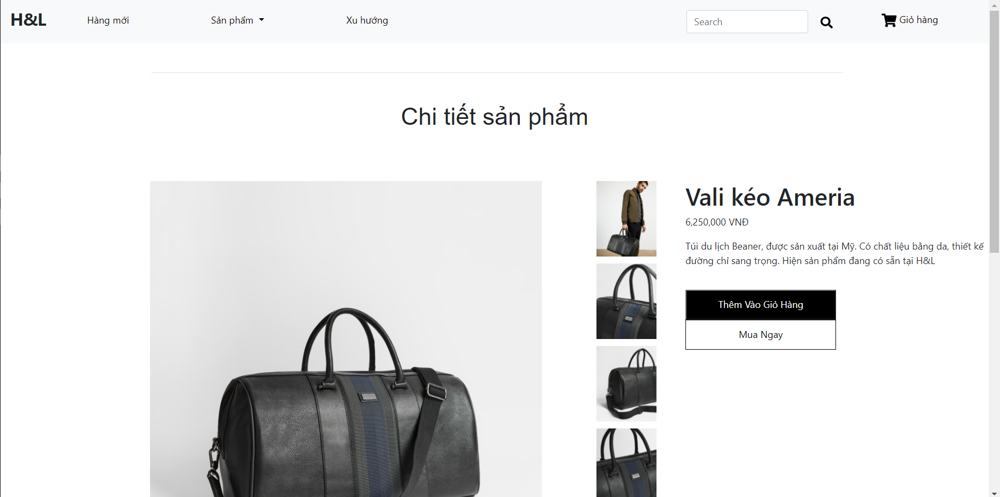 H&L
Hàng mới
Sản phẩm
Xu hướng
Search
Giỏ hàng
Chi tiết sản phẩm
Vali kéo Ameria
6,250,000 VNĐ
Túi du lịch Beaner, được sản xuất tại Mỹ. Có chất liệu bằng da, thiết kế
đường chỉ sang trọng. Hiện sản phẩm đang có sẵn tại H&L
Thêm Vào Giỏ Hàng
Mua Ngay